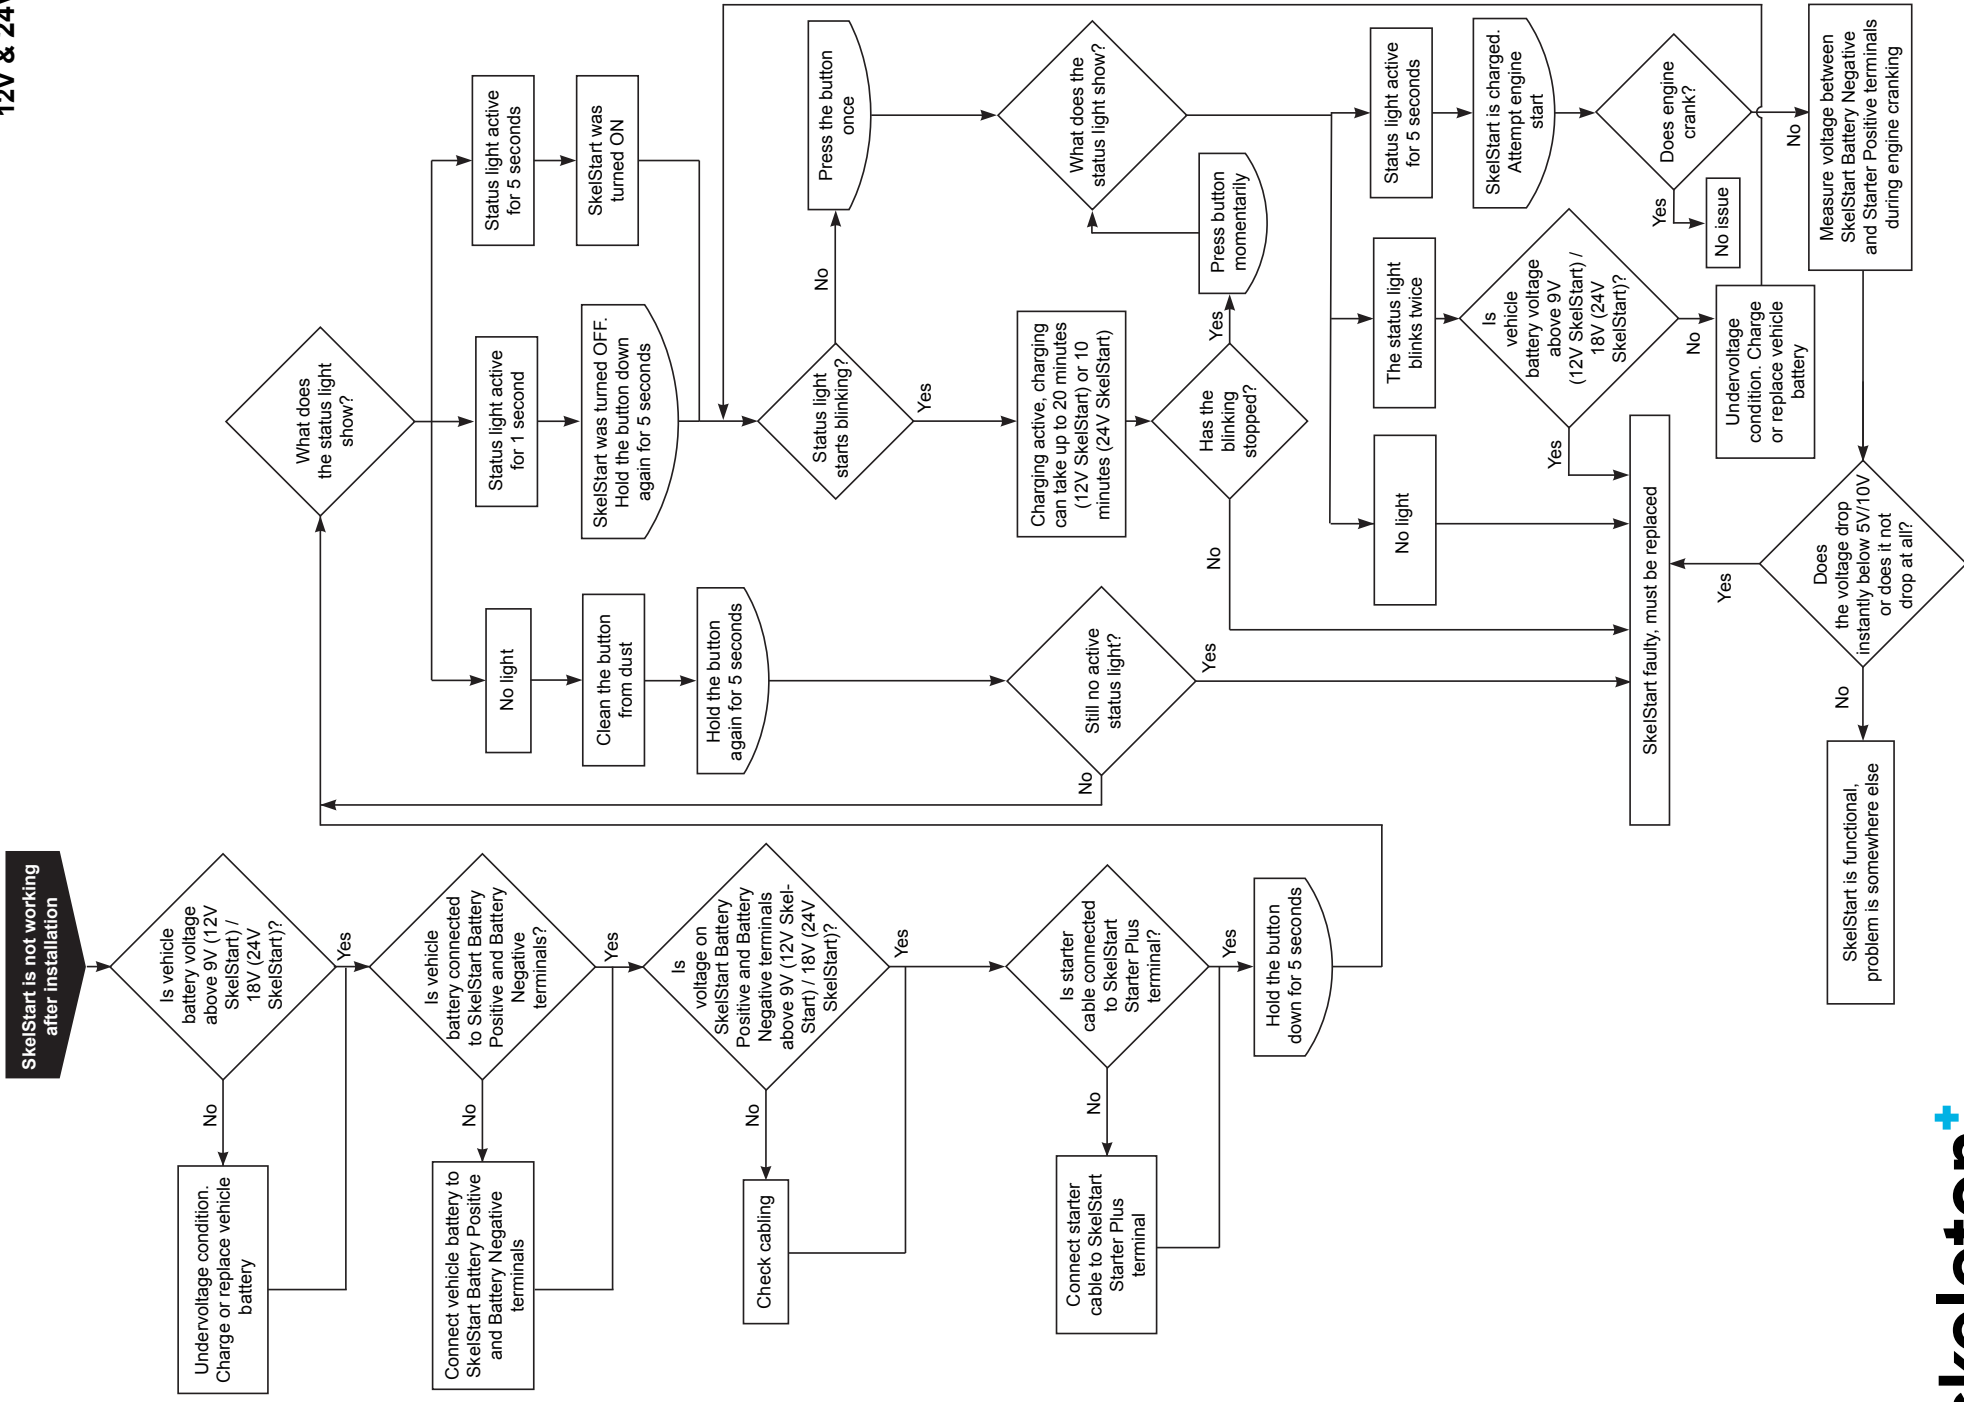 12V & 24V
SkelStart is not working
after installation
Is vehicle
battery voltage
above 9V (12V
SkelStart) /
18V (24V
SkelStart)?
No
Undervoltage condition.
Charge or replace vehicle
battery
Yes
Is vehicle
battery connected
to SkelStart Battery
Positive and Battery
Negative
terminals?
No
Connect vehicle battery to
SkelStart Battery Positive
and Battery Negative
terminals
Yes
Is
voltage on
SkelStart Battery
Positive and Battery
Negative terminals
above 9V (12V Skel-
Start) / 18V (24V
SkelStart)?
No
Check cabling
Yes
Is starter
cable connected
to SkelStart
Starter Plus
terminal?
No
Connect starter
cable to SkelStart
Starter Plus
terminal
Yes
Hold the button
down for 5 seconds
What does
the status light
show?
No light
Clean the button
from dust
Hold the button
again for 5 seconds
Still no active
status light?
No
Yes
Status light active
for 1 second
SkelStart was turned OFF.
Hold the button down
again for 5 seconds
Status light active
for 5 seconds
SkelStart was
turned ON
Status light
starts blinking?
No
Yes
Press the button
once
Charging active, charging
can take up to 20 minutes
(12V SkelStart) or 10
minutes (24V SkelStart)
Has the
blinking
stopped?
No
Yes
Press button
momentarily
What does the
status light show?
No light
The status light
blinks twice
Is
vehicle
battery voltage
above 9V
(12V SkelStart) /
18V (24V
SkelStart)?
Yes
No
Undervoltage
condition. Charge
or replace vehicle
battery
Status light active
for 5 seconds
SkelStart is charged.
Attempt engine
start
Does engine
crank?
Yes
No issue
No
Measure voltage between
SkelStart Battery Negative
and Starter Positive terminals
during engine cranking
SkelStart faulty, must be replaced
Does
the voltage drop
instantly below 5V/10V
or does it not
drop at all?
Yes
No
SkelStart is functional,
problem is somewhere else
skeleton+